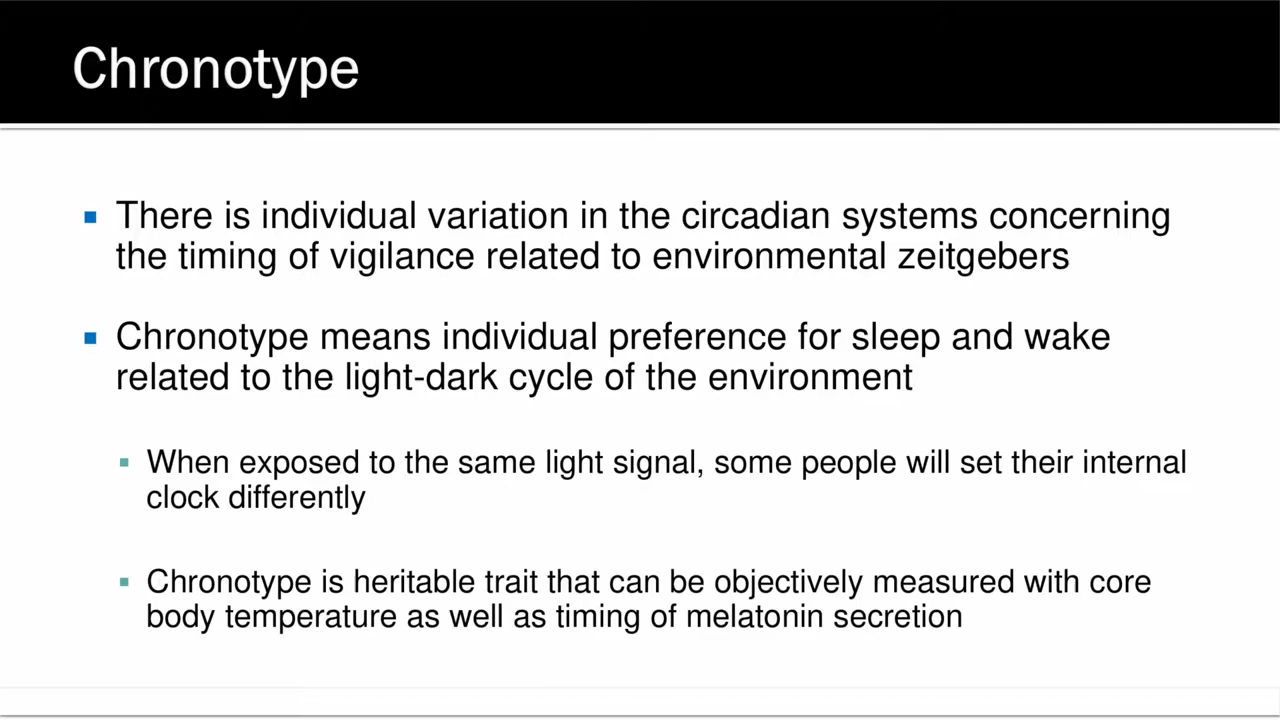 Chronotype
There is individual variation in the circadian systems concerning
the timing of vigilance related to environmental zeitgebers
Chronotype means individual preference for sleep and wake
related to the light-dark cycle of the environment
When exposed to the same light signal, some people will set their internal
clock differently
Chronotype is heritable trait that can be objectively measured with core
body temperature as well as timing of melatonin secretion